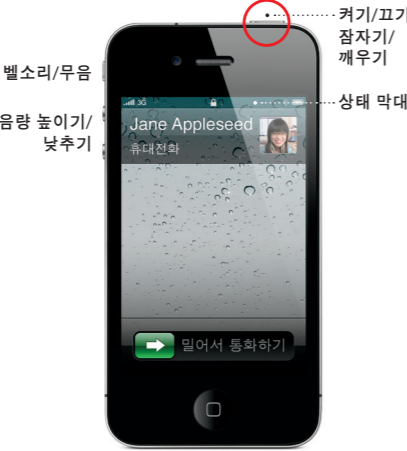 켜기/끄기
잠자기/
깨우기
벨소리/무음
상태 막대
음량 높이기/
낮추기
3G
Jane Appleseed
휴대전화
밀어서 통화하기